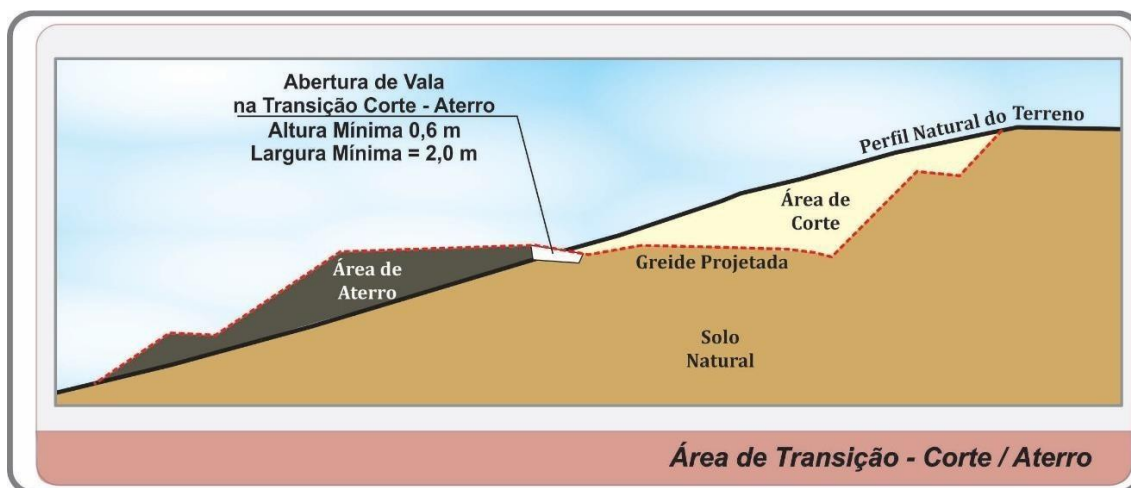 Abertura de Vala
na Transição Corte - Aterro
Altura Mínima 0,6 m
Largura Mínima = 2,0 m
Perfil Natural do Terreno
Área de
Corte
Greide Projetada
Área de
Aterro
Solo
Natural
Área de Transição - Corte / Aterro